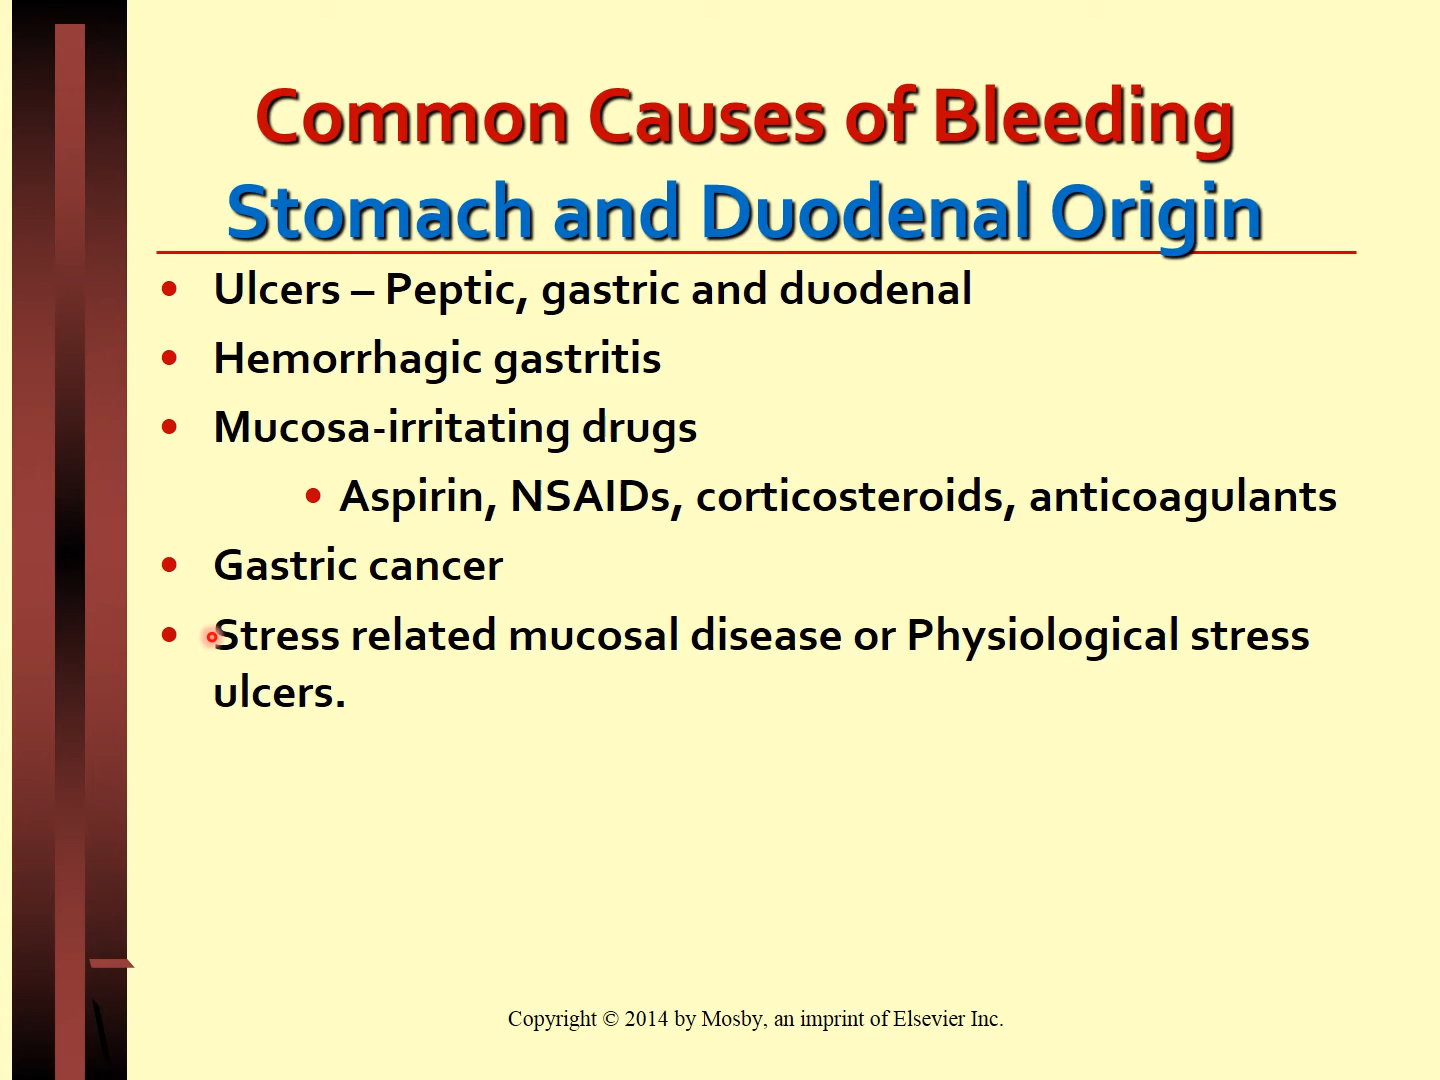 Common Causes of Bleeding
Stomach and Duodenal Origin
• Ulcers – Peptic, gastric and duodenal
• Hemorrhagic gastritis
• Mucosa-irritating drugs
• Aspirin, NSAIDs, corticosteroids, anticoagulants
• Gastric cancer
• Stress related mucosal disease or Physiological stress
ulcers.
Copyright © 2014 by Mosby, an imprint of Elsevier Inc.